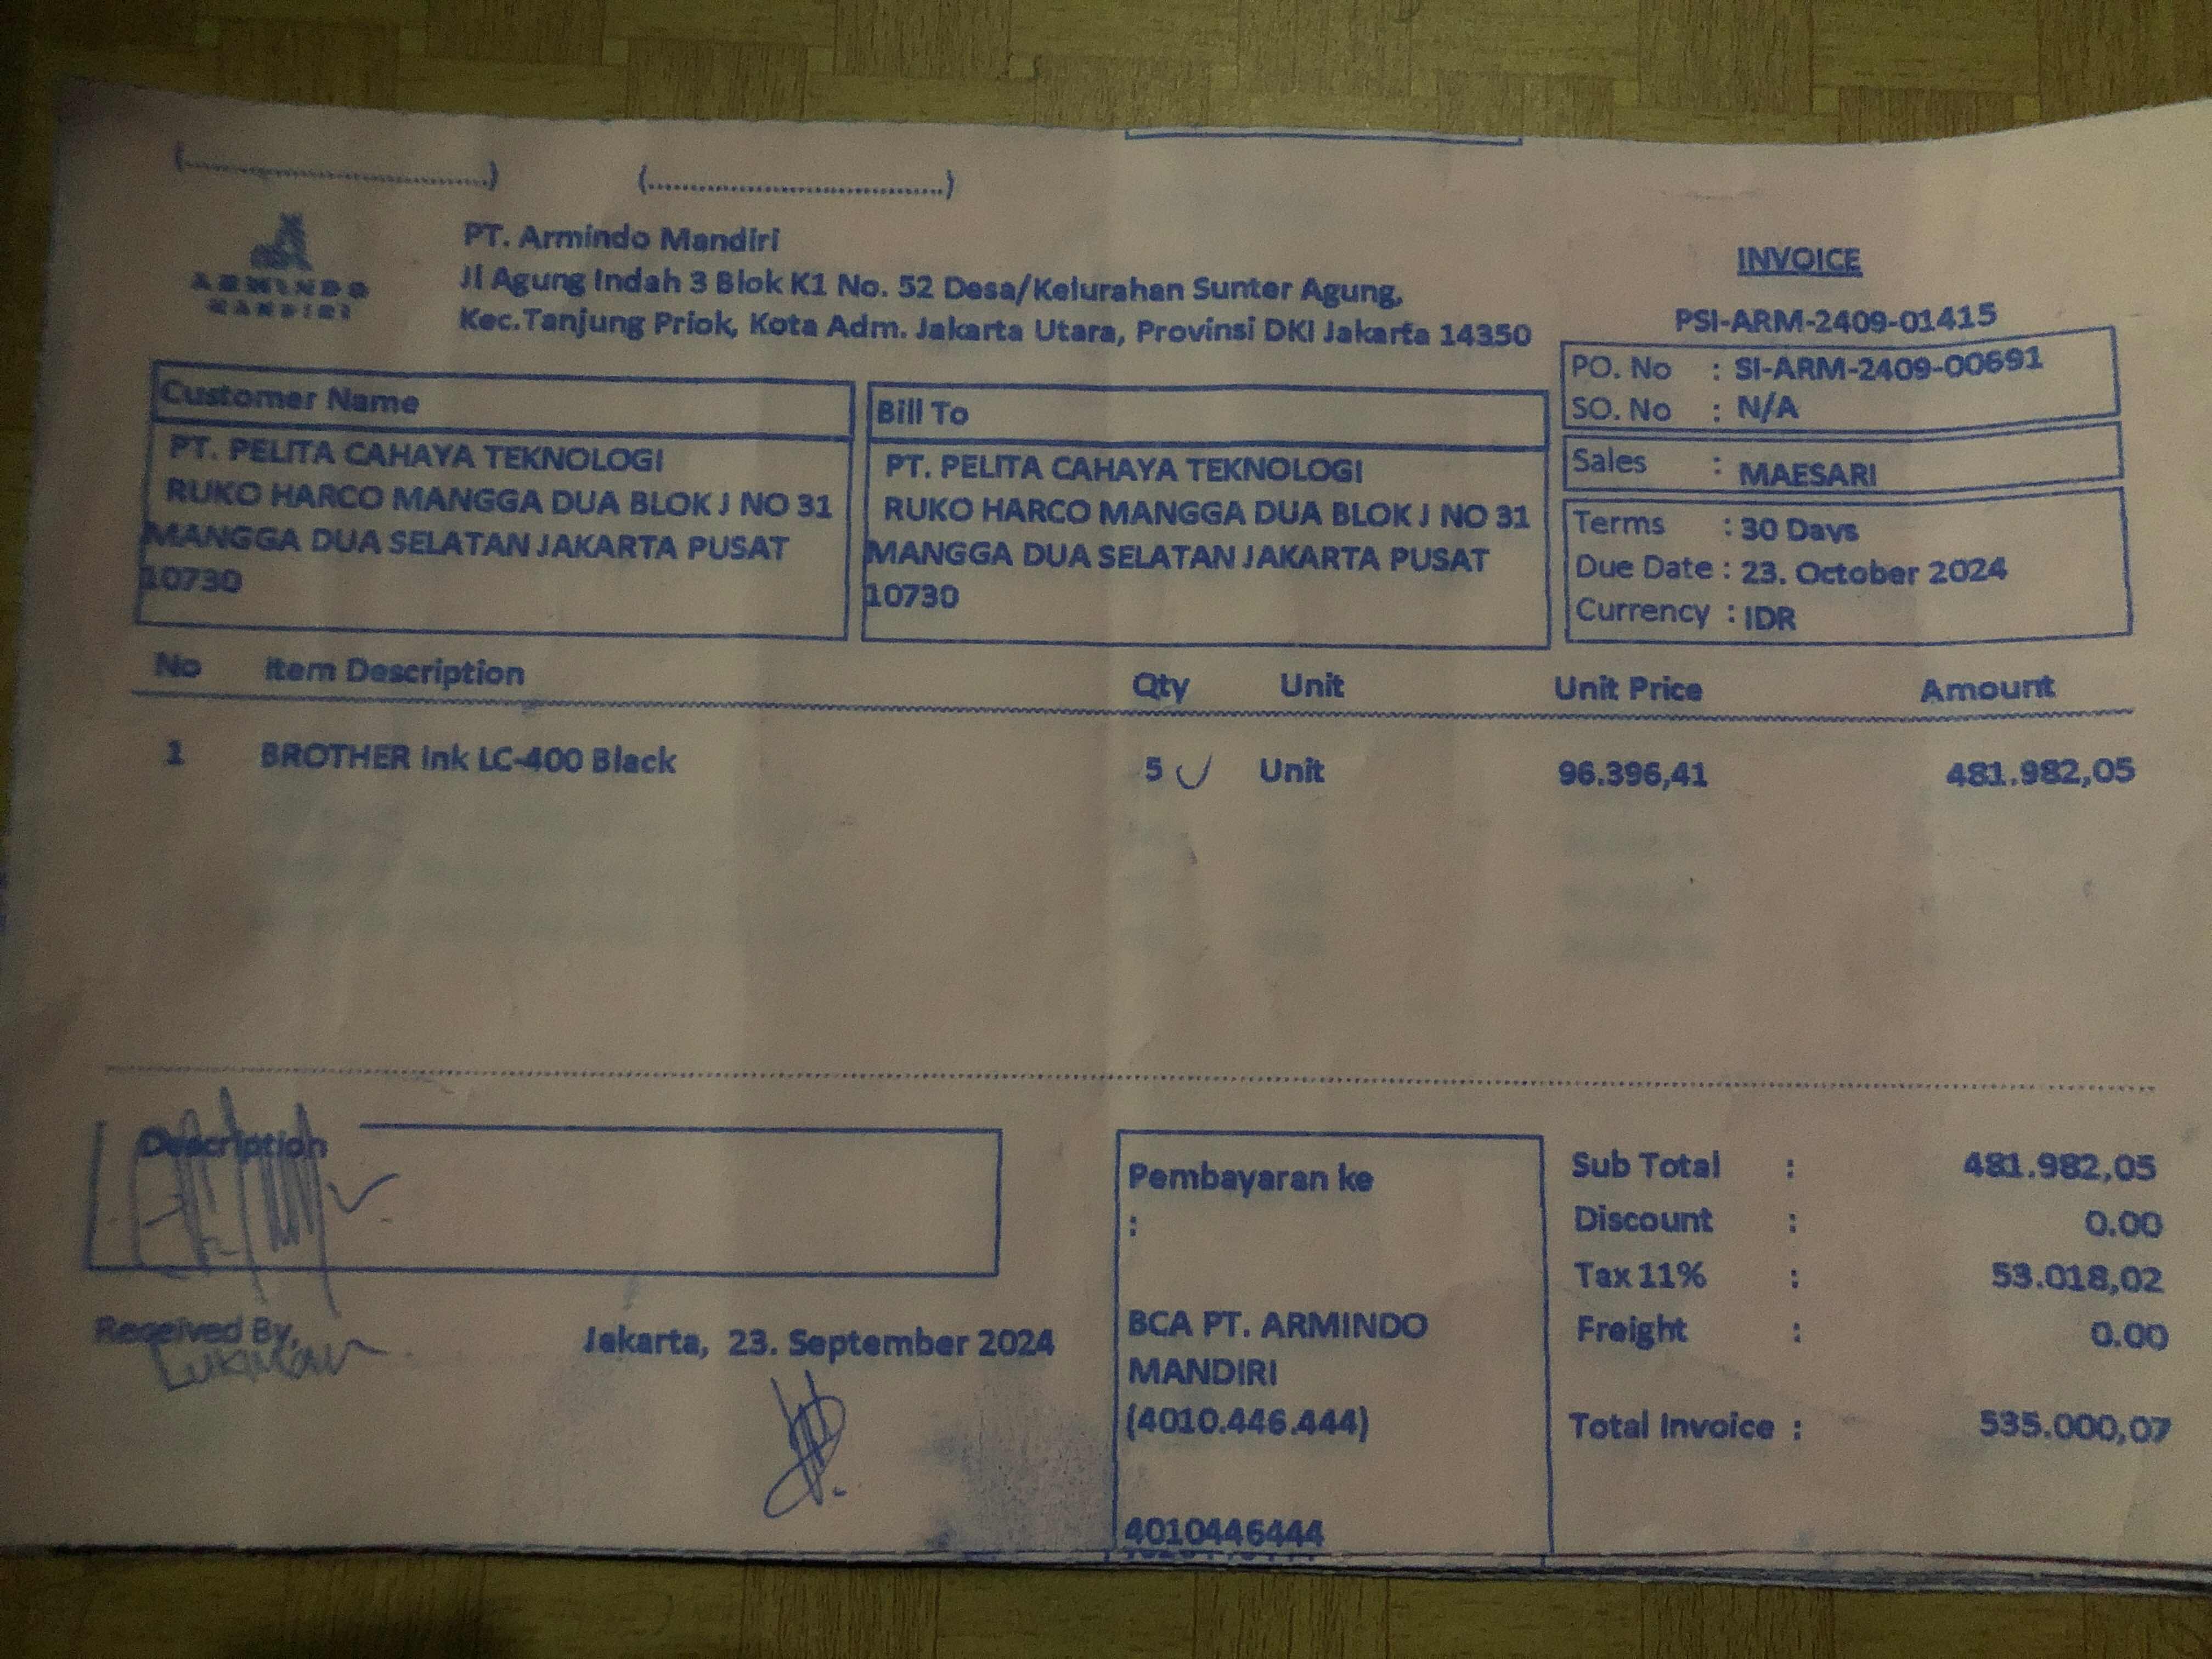 (..............................)
(..............................)
ARMINDO
MANDIRI
PT. Armindo Mandiri
Jl Agung Indah 3 Blok K1 No. 52 Desa/Kelurahan Sunter Agung,
Kec.Tanjung Priok, Kota Adm. Jakarta Utara, Provinsi DKI Jakarta 14350
INVOICE
PSI-ARM-2409-01415
PO. No : SI-ARM-2409-00691
SO. No : N/A
Sales : MAESARI
Terms : 30 Days
Due Date : 23. October 2024
Currency : IDR
Customer Name
PT. PELITA CAHAYA TEKNOLOGI
RUKO HARCO MANGGA DUA BLOK J NO 31
MANGGA DUA SELATAN JAKARTA PUSAT
10730
Bill To
PT. PELITA CAHAYA TEKNOLOGI
RUKO HARCO MANGGA DUA BLOK J NO 31
MANGGA DUA SELATAN JAKARTA PUSAT
10730
No Item Description Qty Unit Unit Price Amount
1 BROTHER Ink LC-400 Black 5 Unit 96.396,41 481.982,05
Description
Received By,
Lukman
Jakarta, 23. September 2024
Pembayaran ke
:
BCA PT. ARMINDO
MANDIRI
(4010.446.444)
4010446444
Sub Total : 481.982,05
Discount : 0.00
Tax 11% : 53.018,02
Freight : 0.00
Total Invoice : 535.000,07